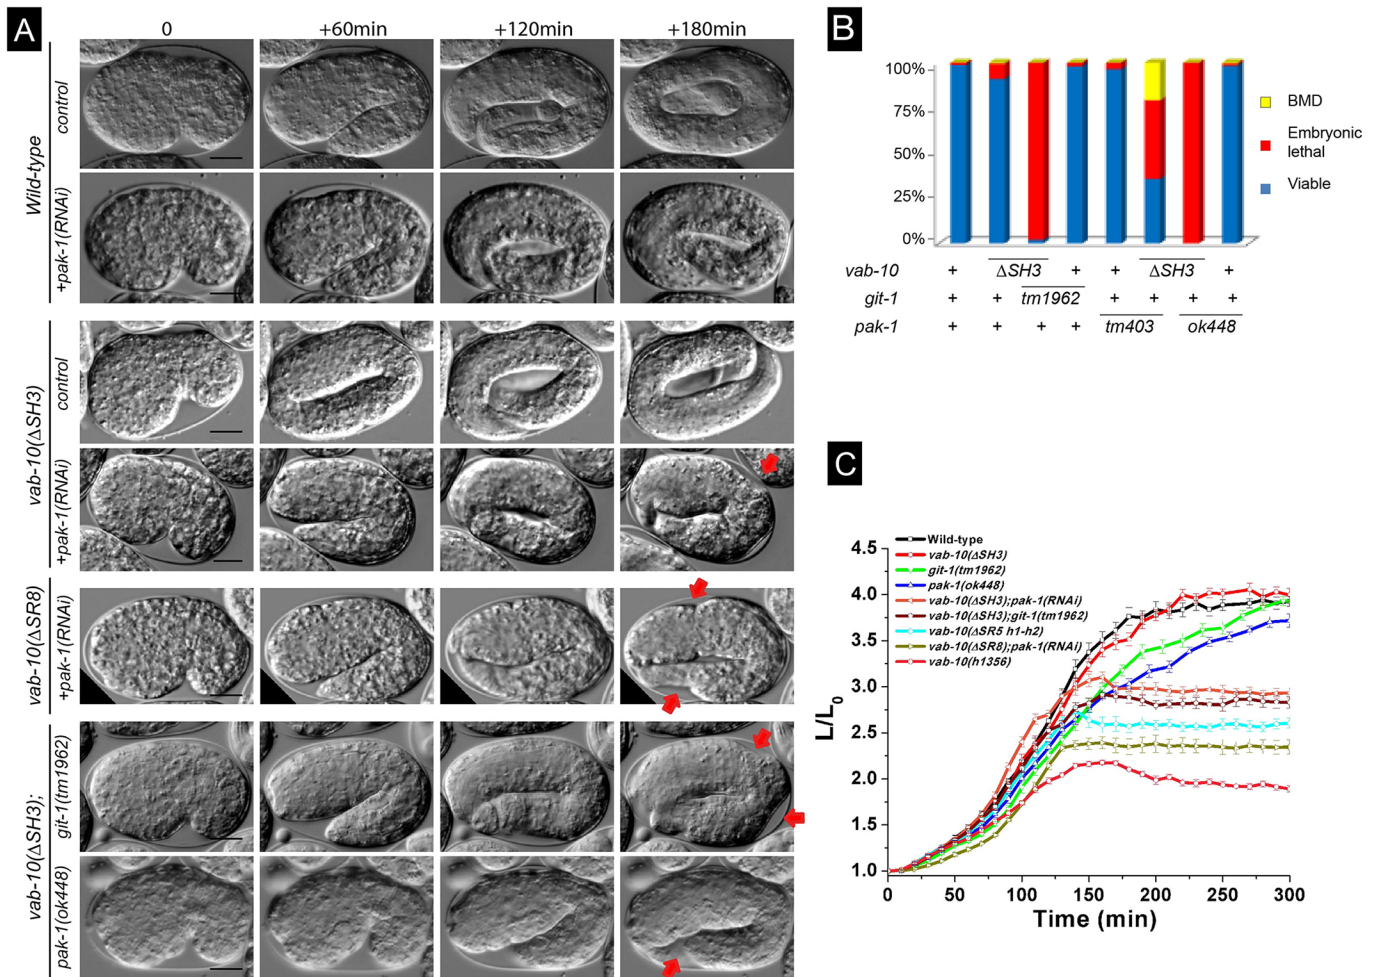 A
0 +60min +120min +180min
Wild-type
control
+pak-1(RNAi)
vab-10(ΔSH3)
control
+pak-1(RNAi)
vab-10(ΔSR8)
+pak-1(RNAi)
vab-10(ΔSH3);
git-1(tm1962)
pak-1(ok448)
B
100%
75%
50%
25%
0%
BMD
Embryonic
lethal
Viable
vab-10 + ΔSH3 + + ΔSH3 +
git-1 + + tm1962 + + + +
pak-1 + + + + tm403 ok448
C
Wild-type
vab-10(ΔSH3)
git-1(tm1962)
pak-1(ok448)
vab-10(ΔSH3);pak-1(RNAi)
vab-10(ΔSH3);git-1(tm1962)
vab-10(ΔSR5 h1-h2)
vab-10(ΔSR8);pak-1(RNAi)
vab-10(h1356)
4.5
4.0
3.5
3.0
2.5
2.0
1.5
1.0
L/L0
0 50 100 150 200 250 300
Time (min)